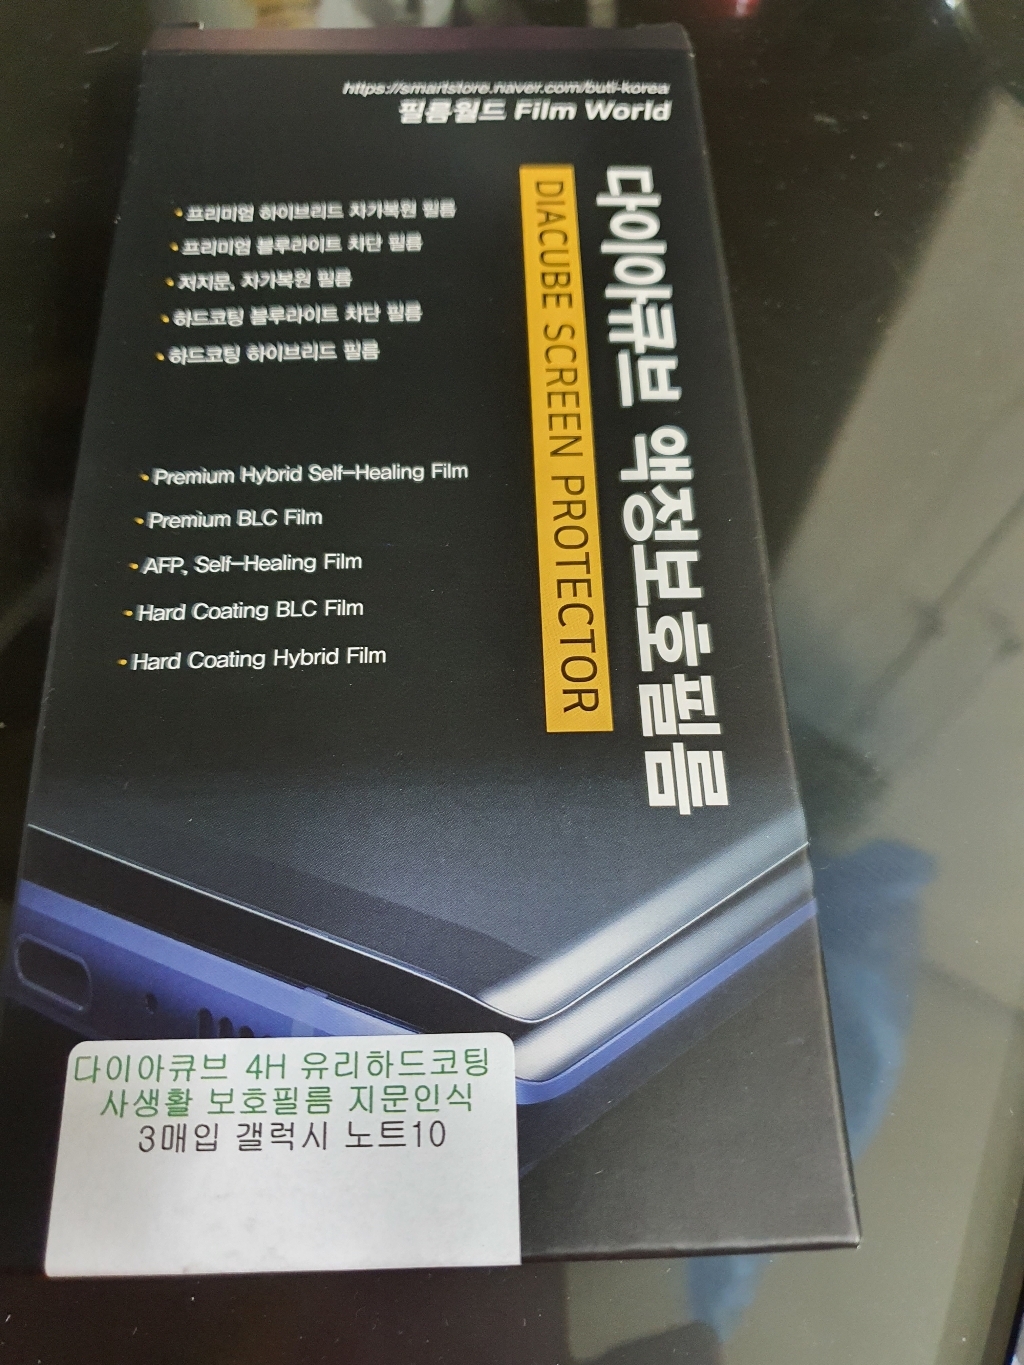 https://smartstore.naver.com/buti-korea
필름월드 Film World
다이아큐브 액정보호필름
DIACUBE SCREEN PROTECTOR
• 프리미엄 하이브리드 자가복원 필름
• 프리미엄 블루라이트 차단 필름
• 저지문, 자가복원 필름
• 하드코팅 블루라이트 차단 필름
• 하드코팅 하이브리드 필름
• Premium Hybrid Self-Healing Film
• Premium BLC Film
• AFP, Self-Healing Film
• Hard Coating BLC Film
• Hard Coating Hybrid Film
다이아큐브 4H 유리하드코팅
사생활 보호필름 지문인식
3매입 갤럭시 노트10